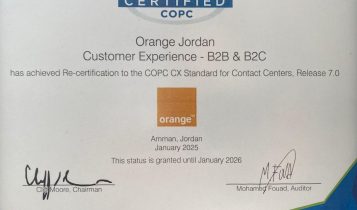 CERTIFIED
COPC
Orange Jordan
Customer Experience - B2B & B2C
has achieved Re-certification to the COPC CX Standard for Contact Centers, Release 7.0
orange™
Amman, Jordan
January 2025
This status is granted until January 2026
Moore, Chairman
Mohamed Fouad, Auditor